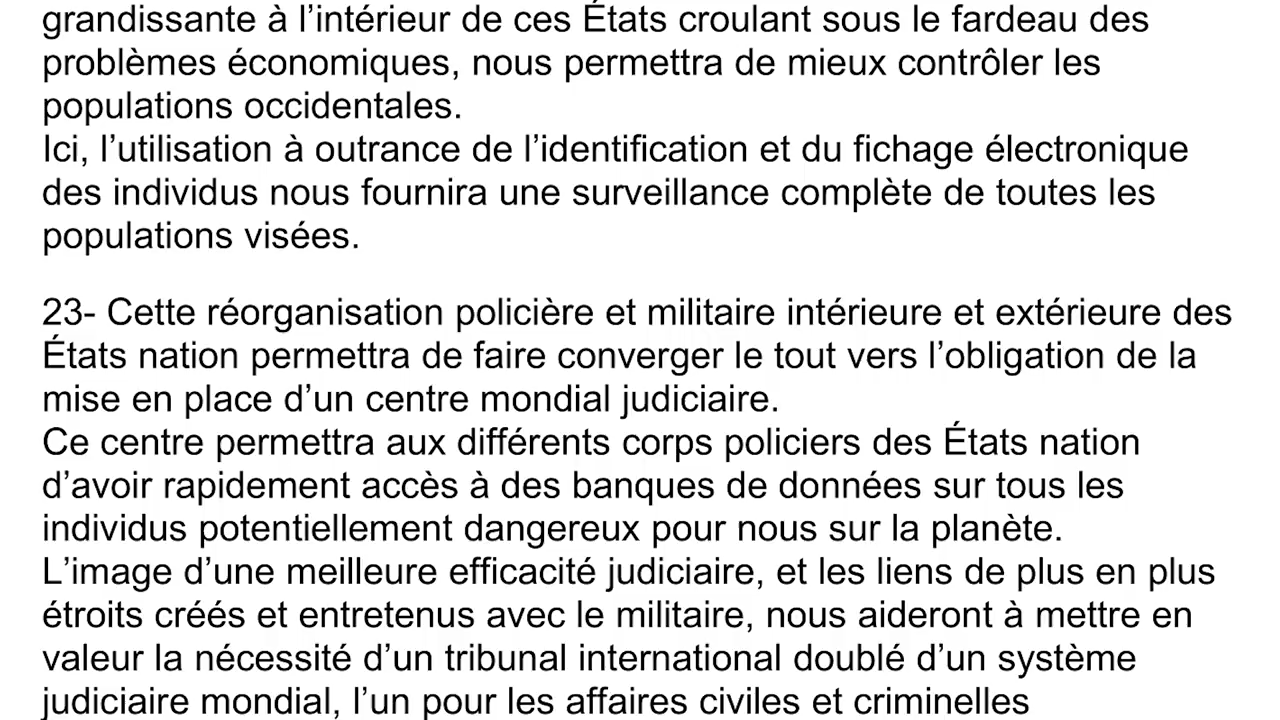 grandissante à l’intérieur de ces États croulant sous le fardeau des
problèmes économiques, nous permettra de mieux contrôler les
populations occidentales.
Ici, l’utilisation à outrance de l’identification et du fichage électronique
des individus nous fournira une surveillance complète de toutes les
populations visées.
23- Cette réorganisation policière et militaire intérieure et extérieure des
États nation permettra de faire converger le tout vers l’obligation de la
mise en place d’un centre mondial judiciaire.
Ce centre permettra aux différents corps policiers des États nation
d’avoir rapidement accès à des banques de données sur tous les
individus potentiellement dangereux pour nous sur la planète.
L’image d’une meilleure efficacité judiciaire, et les liens de plus en plus
étroits créés et entretenus avec le militaire, nous aideront à mettre en
valeur la nécessité d’un tribunal international doublé d’un système
judiciaire mondial, l’un pour les affaires civiles et criminelles